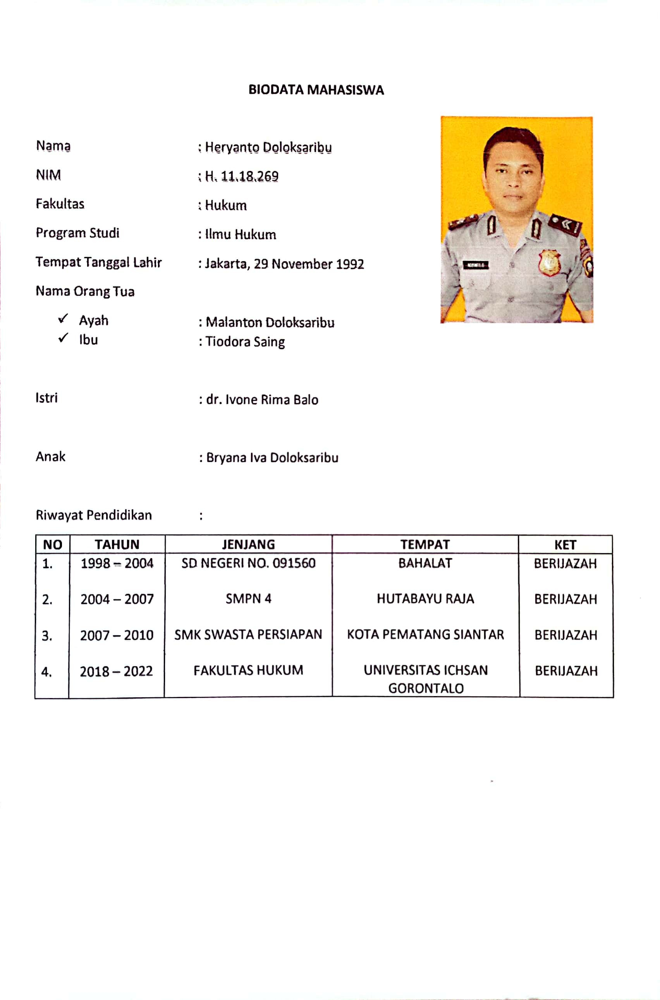 BIODATA MAHASISWA
Nama : Heryanto Doloksaribu
NIM : H. 11.18.269
Fakultas : Hukum
Program Studi : Ilmu Hukum
Tempat Tanggal Lahir : Jakarta, 29 November 1992
Nama Orang Tua
✓ Ayah : Malanton Doloksaribu
✓ Ibu : Tiodora Saing
Istri : dr. Ivone Rima Balo
Anak : Bryana Iva Doloksaribu
Riwayat Pendidikan :
NO TAHUN JENJANG TEMPAT KET
1. 1998 – 2004 SD NEGERI NO. 091560 BAHALAT BERIJAZAH
2. 2004 – 2007 SMPN 4 HUTABAYU RAJA BERIJAZAH
3. 2007 – 2010 SMK SWASTA PERSIAPAN KOTA PEMATANG SIANTAR BERIJAZAH
4. 2018 – 2022 FAKULTAS HUKUM UNIVERSITAS ICHSAN BERIJAZAH
GORONTALO